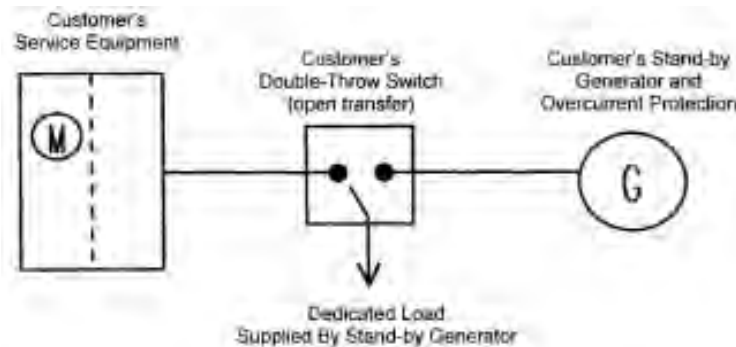 Customer's
Service Equipment
Customer's
Double-Throw Switch
(open transfer)
Customer's Stand-by
Generator and
Overcurrent Protection
M
G
Dedicated Load
Supplied By Stand-by Generator